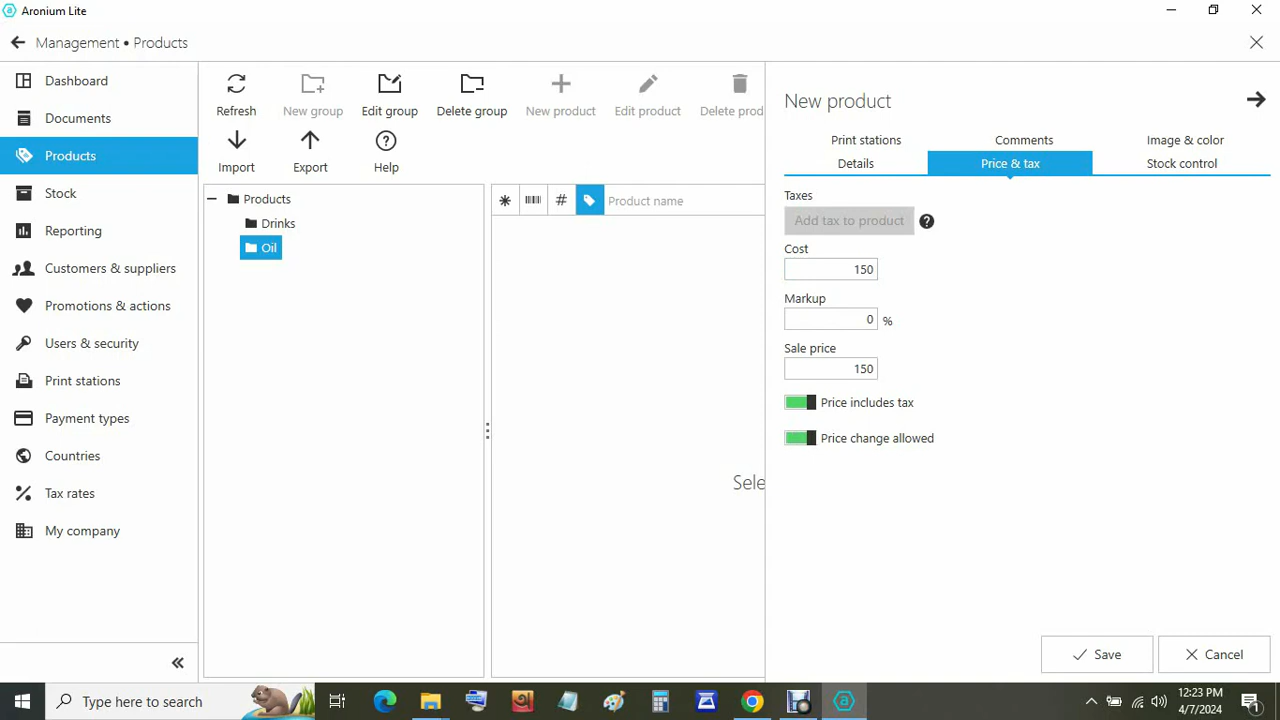 Aronium Lite
Management • Products
Dashboard
Documents
Products
Stock
Reporting
Customers & suppliers
Promotions & actions
Users & security
Print stations
Payment types
Countries
Tax rates
My company
Refresh
New group
Edit group
Delete group
New product
Edit product
Delete prod
Import
Export
Help
Products
Drinks
Oil
#
Product name
Sele
New product
Print stations
Comments
Image & color
Details
Price & tax
Stock control
Taxes
Add tax to product
Cost
150
Markup
0 %
Sale price
150
Price includes tax
Price change allowed
Save
Cancel
Type here to search
12:23 PM
4/7/2024
1